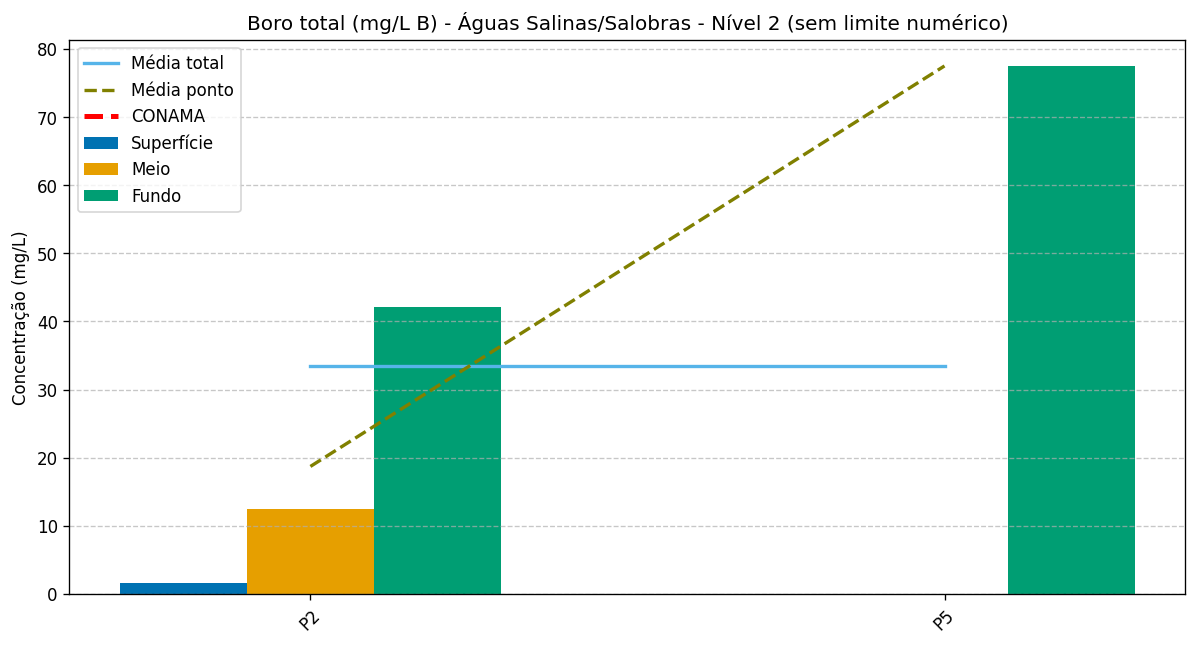 Boro total (mg/L B) - Águas Salinas/Salobras - Nível 2 (sem limite numérico)
Concentração (mg/L)
80
70
60
50
40
30
20
10
0
Média total
Média ponto
CONAMA
Superfície
Meio
Fundo
P2
P5